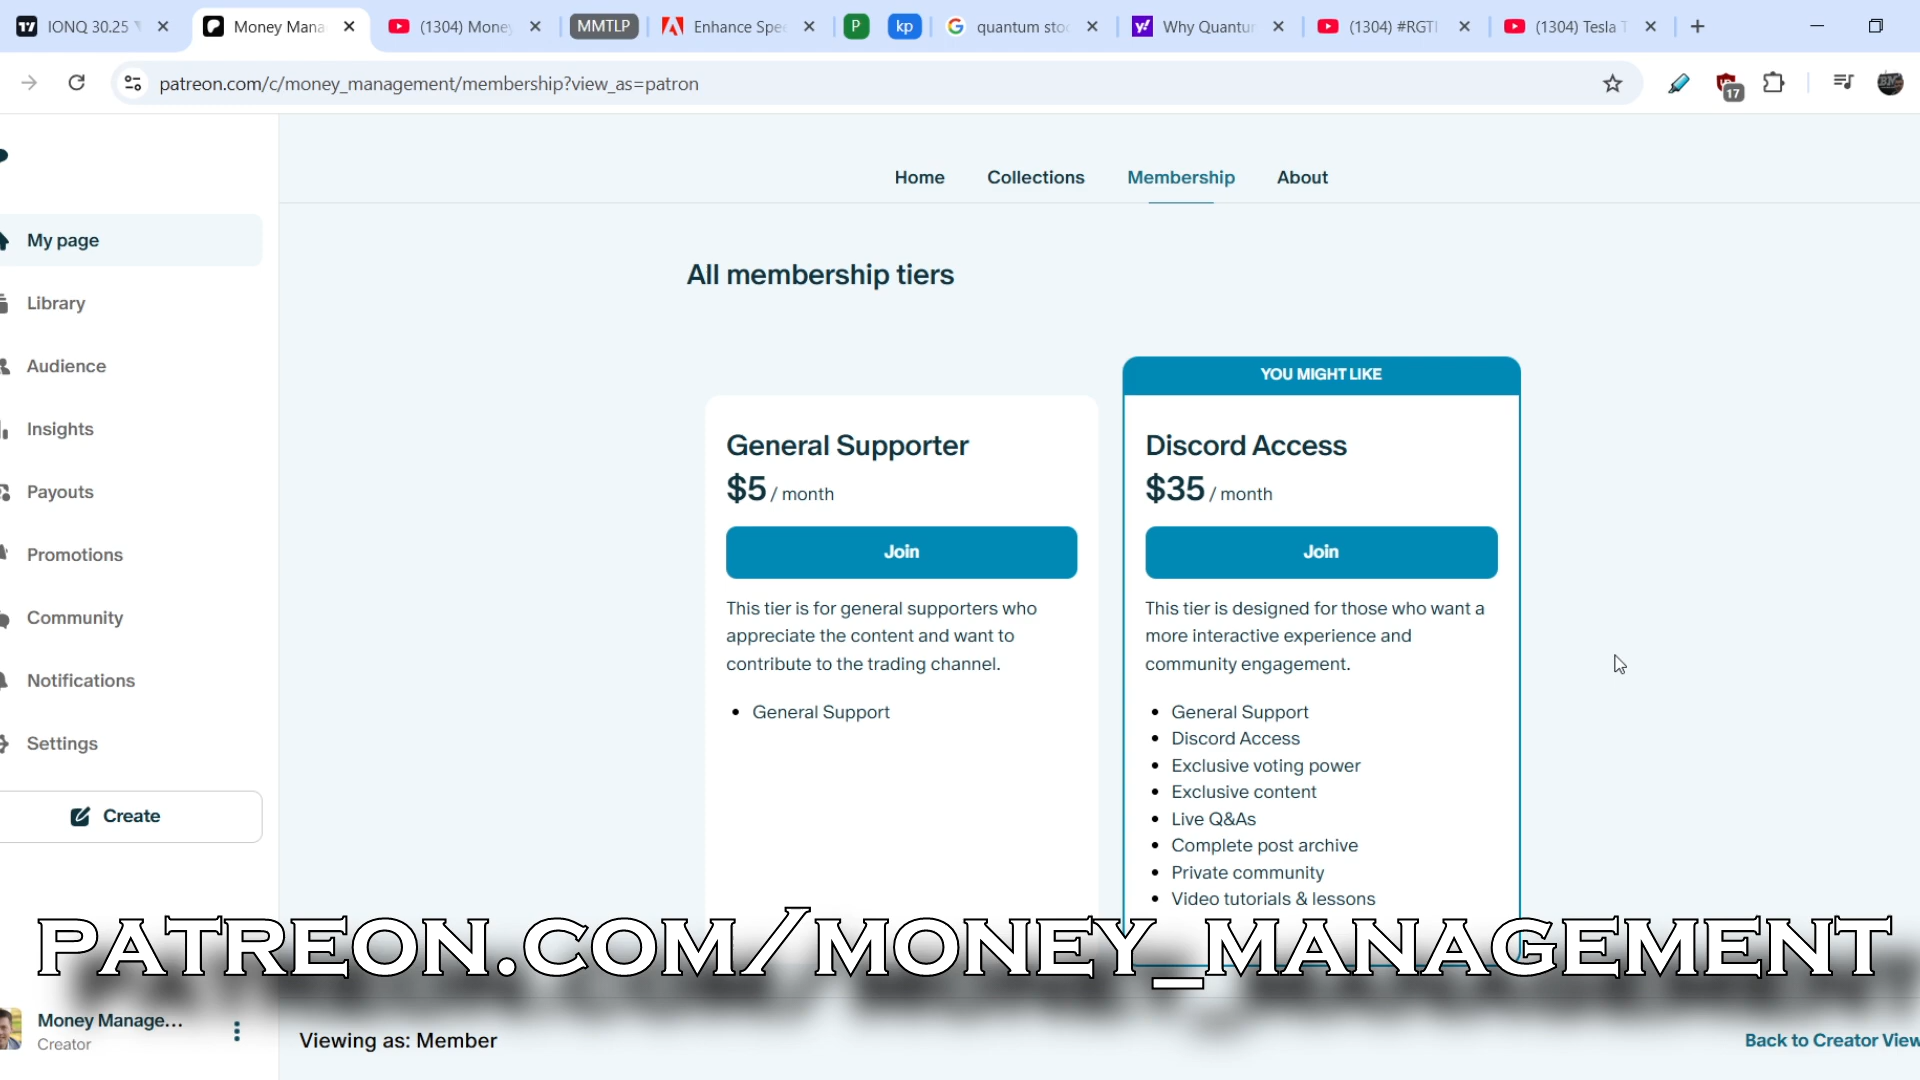 IONQ 30.25
Money Mana
(1304) Money
MMTLP
Enhance Spe
P
kp
quantum sto
Why Quantu
(1304) #RGTI
(1304) Tesla T
patreon.com/c/money_management/membership?view_as=patron
17
Home
Collections
Membership
About
My page
Library
Audience
Insights
Payouts
Promotions
Community
Notifications
Settings
Create
All membership tiers
General Supporter
$5 / month
Join
This tier is for general supporters who
appreciate the content and want to
contribute to the trading channel.
• General Support
YOU MIGHT LIKE
Discord Access
$35 / month
Join
This tier is designed for those who want a
more interactive experience and
community engagement.
• General Support
• Discord Access
• Exclusive voting power
• Exclusive content
• Live Q&As
• Complete post archive
• Private community
• Video tutorials & lessons
PATREON.COM/MONEY_MANAGEMENT
Money Manage...
Creator
Viewing as: Member
Back to Creator View